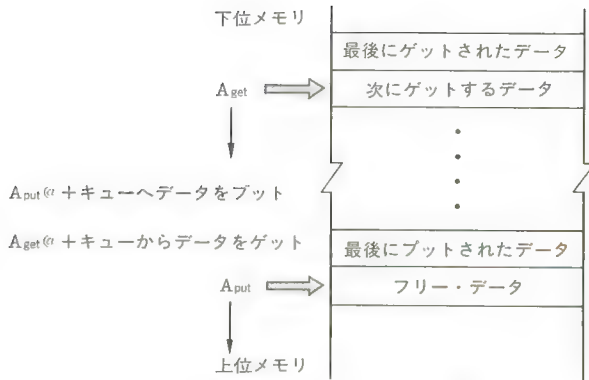 下位メモリ
最後にゲットされたデータ
Aget
次にゲットするデータ
Aput@+キューへデータをプット
Aget@+キューからデータをゲット
最後にプットされたデータ
Aput
フリー・データ
上位メモリ